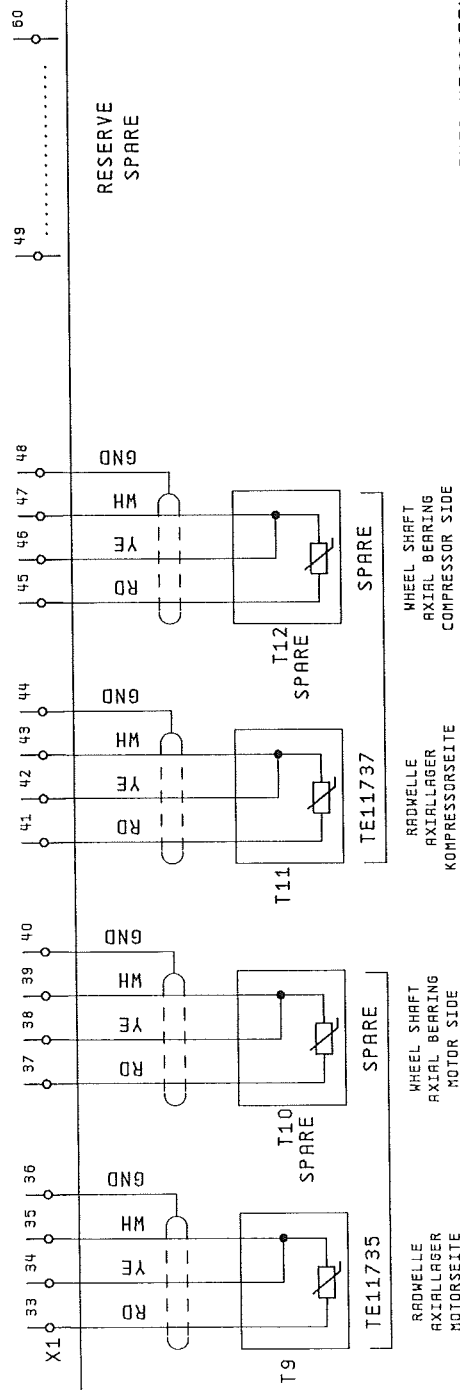 X1
33 34 35 36
37 38 39 40
41 42 43 44
45 46 47 48
49 60
RD YE WH GND
RD YE WH GND
RD YE WH GND
RD YE WH GND
RESERVE
SPARE
T9
T10
SPARE
T11
T12
SPARE
TE11735
SPARE
TE11737
SPARE
RADWELLE
AXIALLAGER
MOTORSEITE
WHEEL SHAFT
AXIAL BEARING
MOTOR SIDE
RADWELLE
AXIALLAGER
KOMPRESSORSEITE
WHEEL SHAFT
AXIAL BEARING
COMPRESSOR SIDE